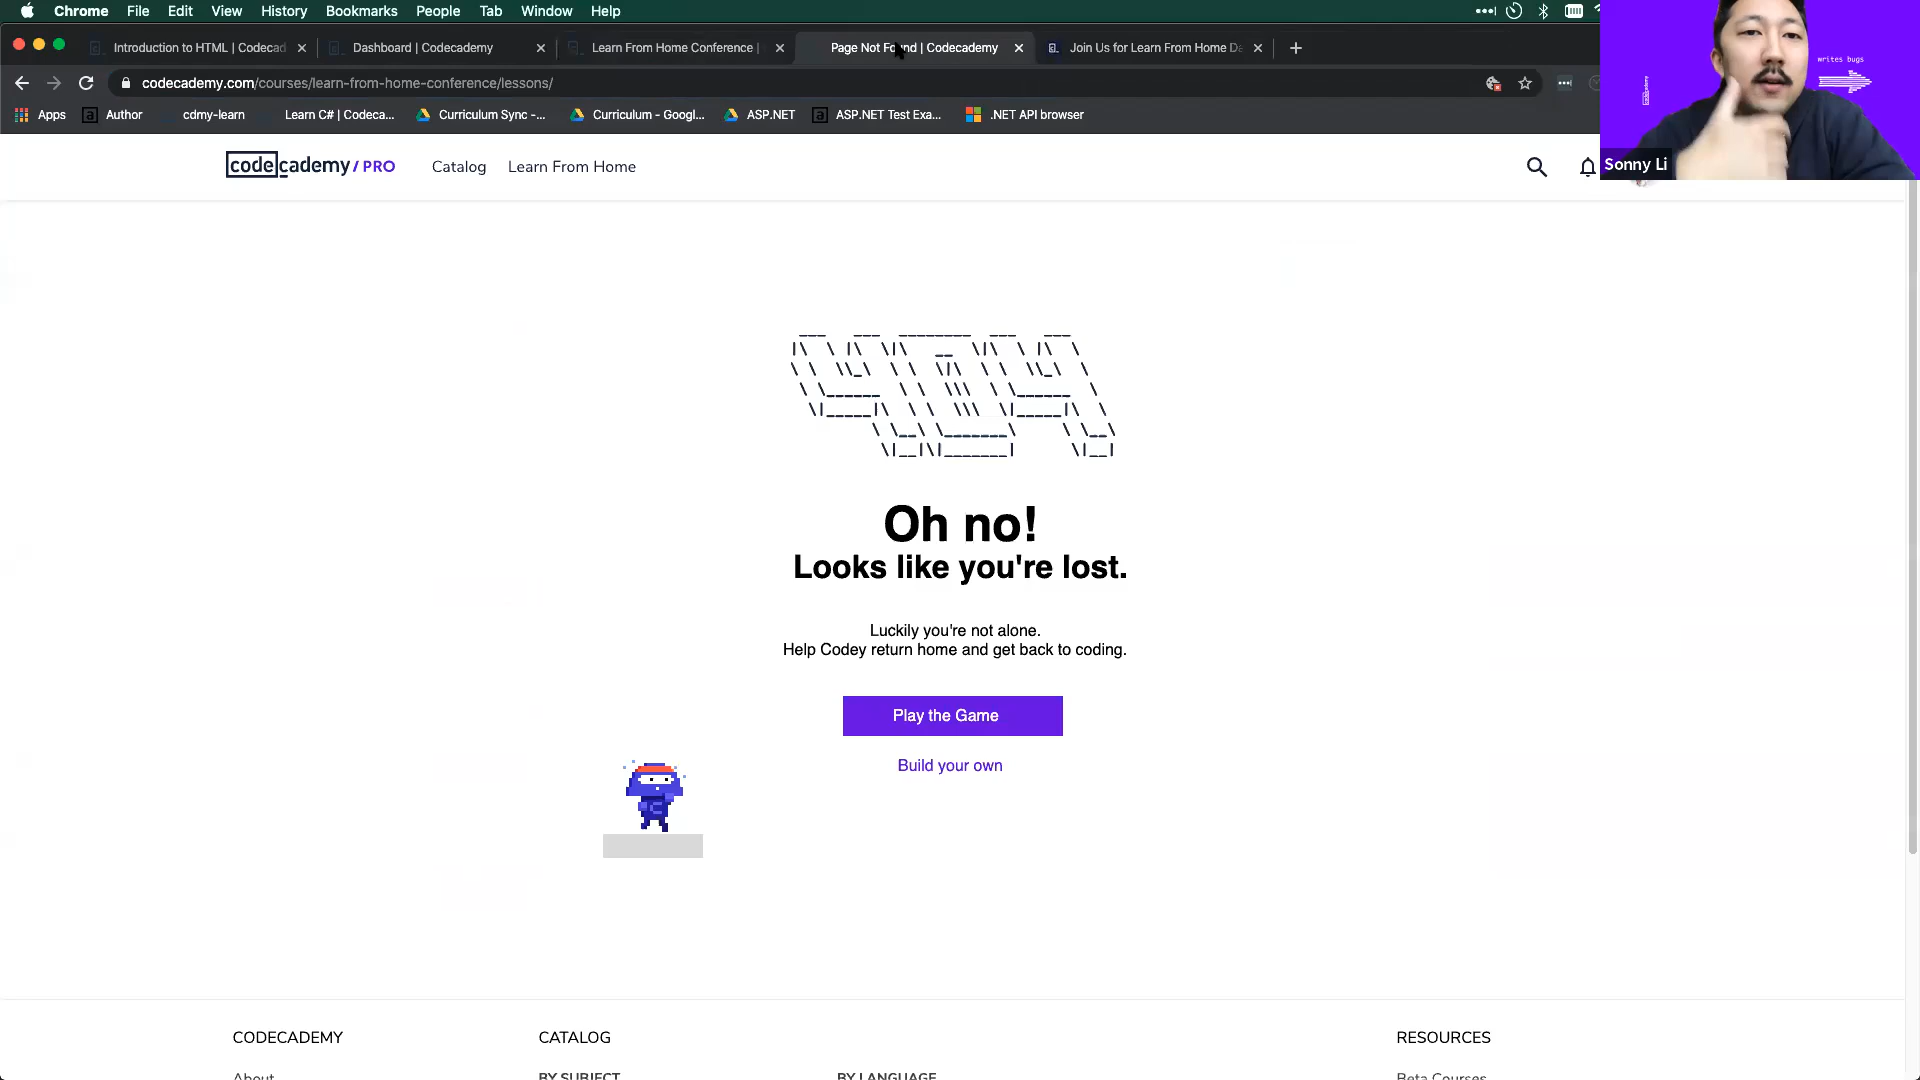 Chrome File Edit View History Bookmarks People Tab Window Help
Introduction to HTML | Codecad
Dashboard | Codecademy
Learn From Home Conference |
Page Not Found | Codecademy
Join Us for Learn From Home Da
codecademy.com/courses/learn-from-home-conference/lessons/
Apps
Author
cdmy-learn
Learn C# | Codeca...
Curriculum Sync -...
Curriculum - Googl...
ASP.NET
ASP.NET Test Exa...
.NET API browser
writes bugs
Sonny Li
codecademy / PRO
Catalog
Learn From Home
404
Oh no!
Looks like you're lost.
Luckily you're not alone.
Help Codey return home and get back to coding.
Play the Game
Build your own
CODECADEMY
CATALOG
RESOURCES
About
BY SUBJECT
BY LANGUAGE
Beta Courses